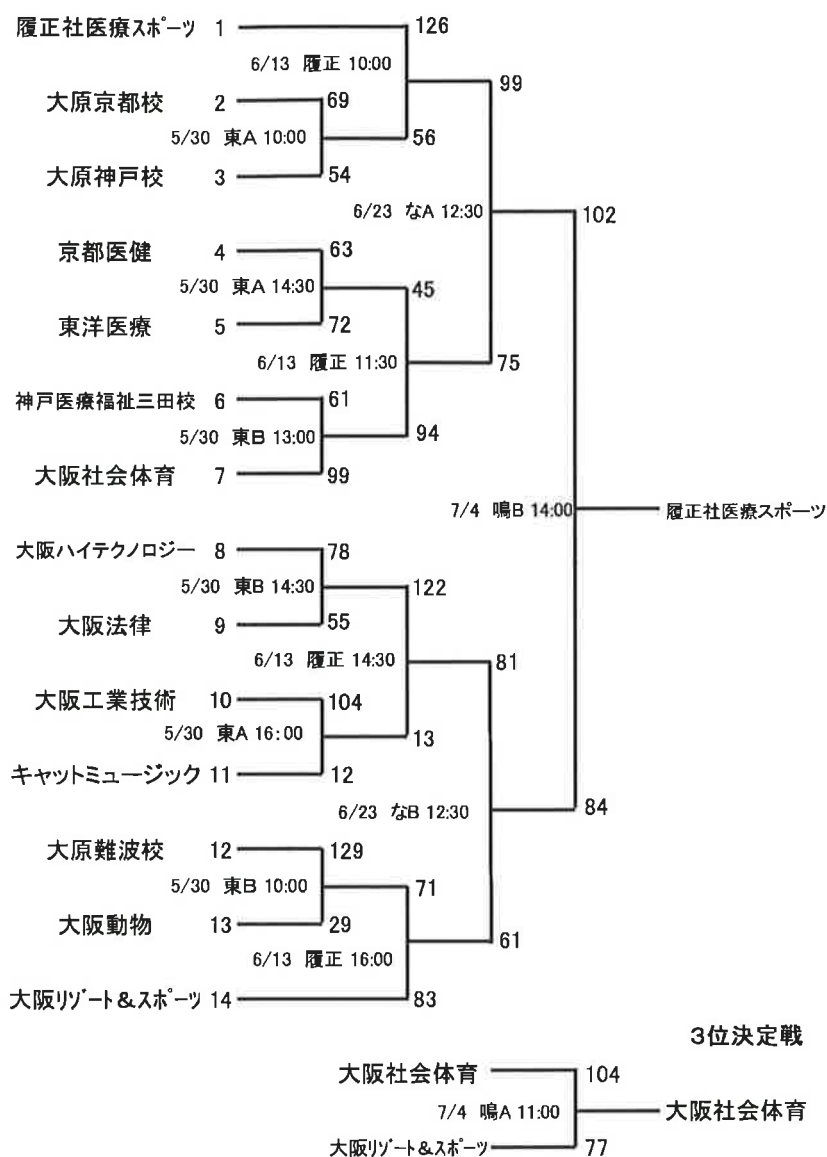 履正社医療スポーツ 1 126
6/13 履正 10:00
99
大原京都校 2 69
5/30 東A 10:00
56
大原神戸校 3 54
6/23 なA 12:30
102
京都医健 4 63
5/30 東A 14:30
45
東洋医療 5 72
6/13 履正 11:30
75
神戸医療福祉三田校 6 61
5/30 東B 13:00
94
大阪社会体育 7 99
7/4 鳴B 14:00
履正社医療スポーツ
大阪ハイテクノロジー 8 78
5/30 東B 14:30
122
大阪法律 9 55
6/13 履正 14:30
81
大阪工業技術 10 104
5/30 東A 16:00
13
キャットミュージック 11 12
6/23 なB 12:30
84
大原難波校 12 129
5/30 東B 10:00
71
大阪動物 13 29
6/13 履正 16:00
61
大阪リゾート&スポーツ 14 83
3位決定戦
大阪社会体育 104
7/4 鳴A 11:00
大阪社会体育
大阪リゾート&スポーツ 77